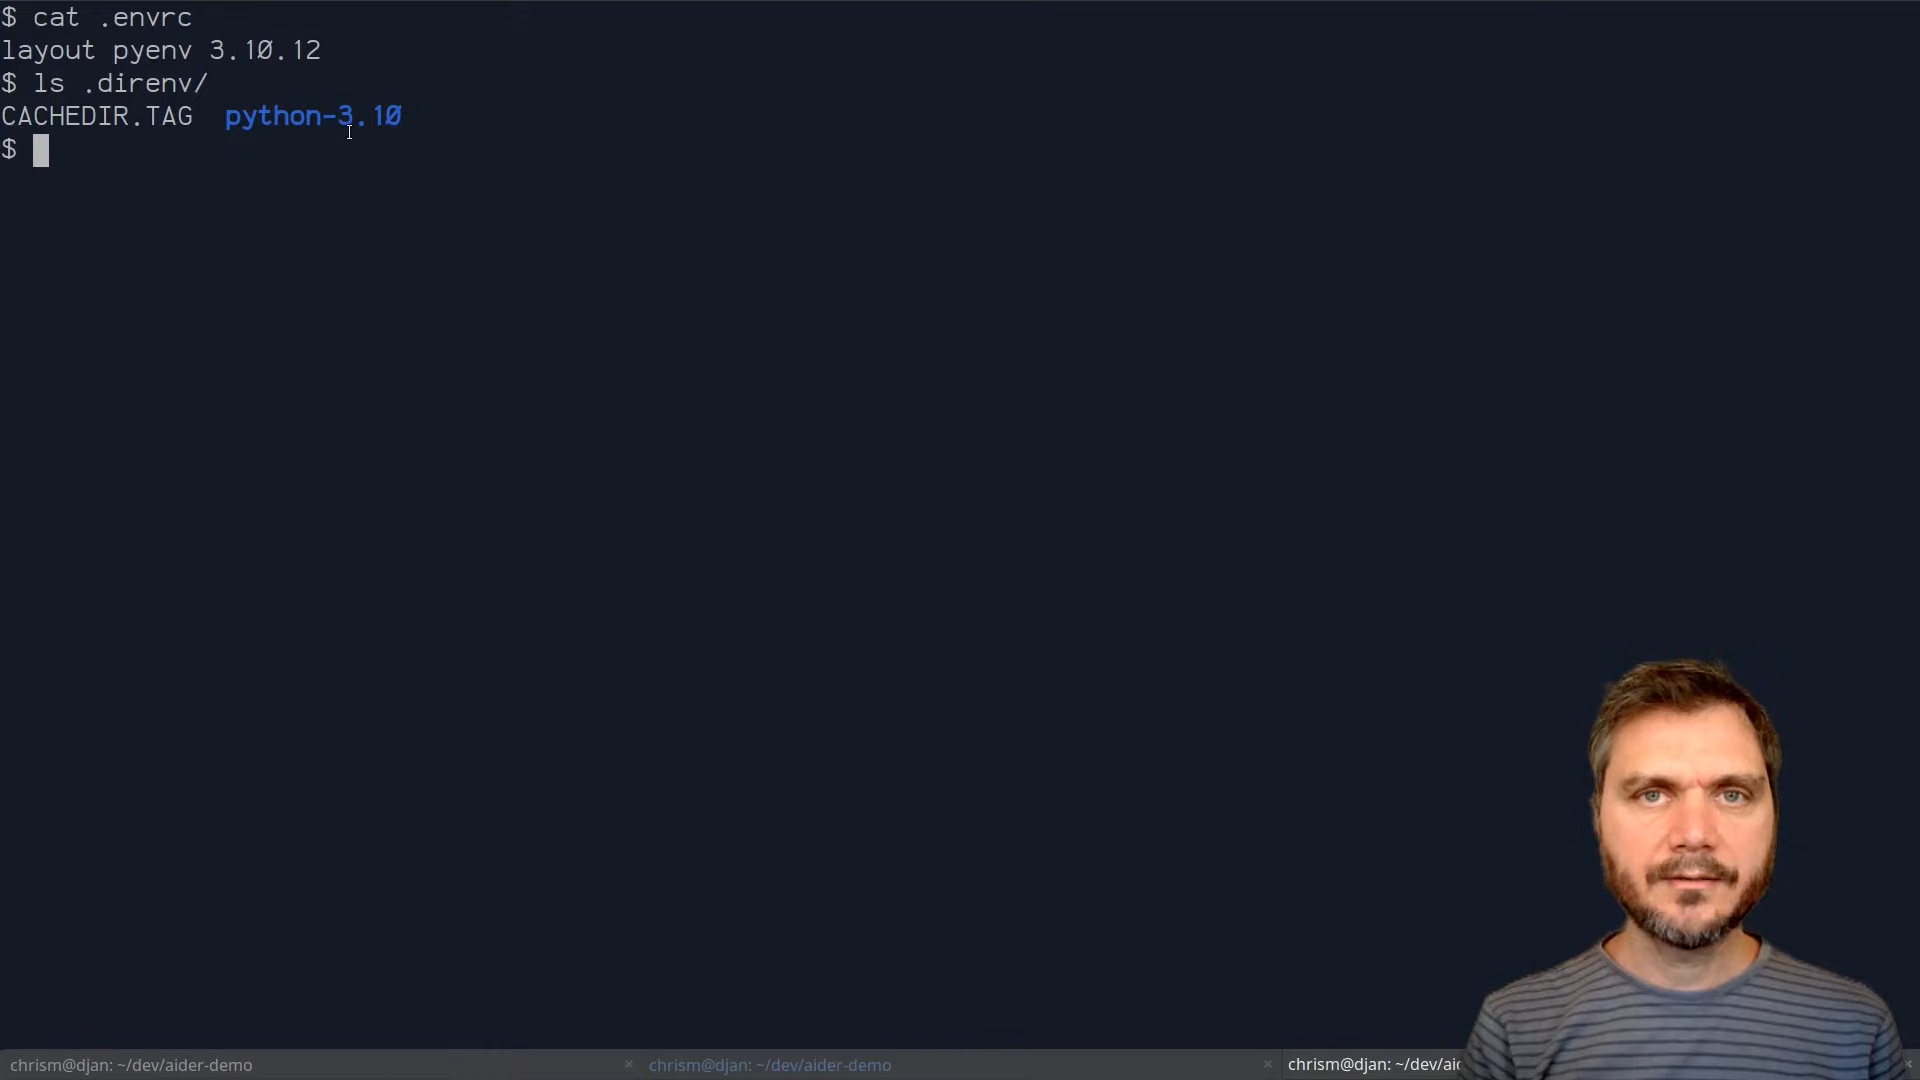 $ cat .envrc
layout pyenv 3.10.12
$ ls .direnv/
CACHEDIR.TAG  python-3.10
$
chrism@djan: ~/dev/aider-demo × chrism@djan: ~/dev/aider-demo × chrism@djan: ~/dev/aid ×